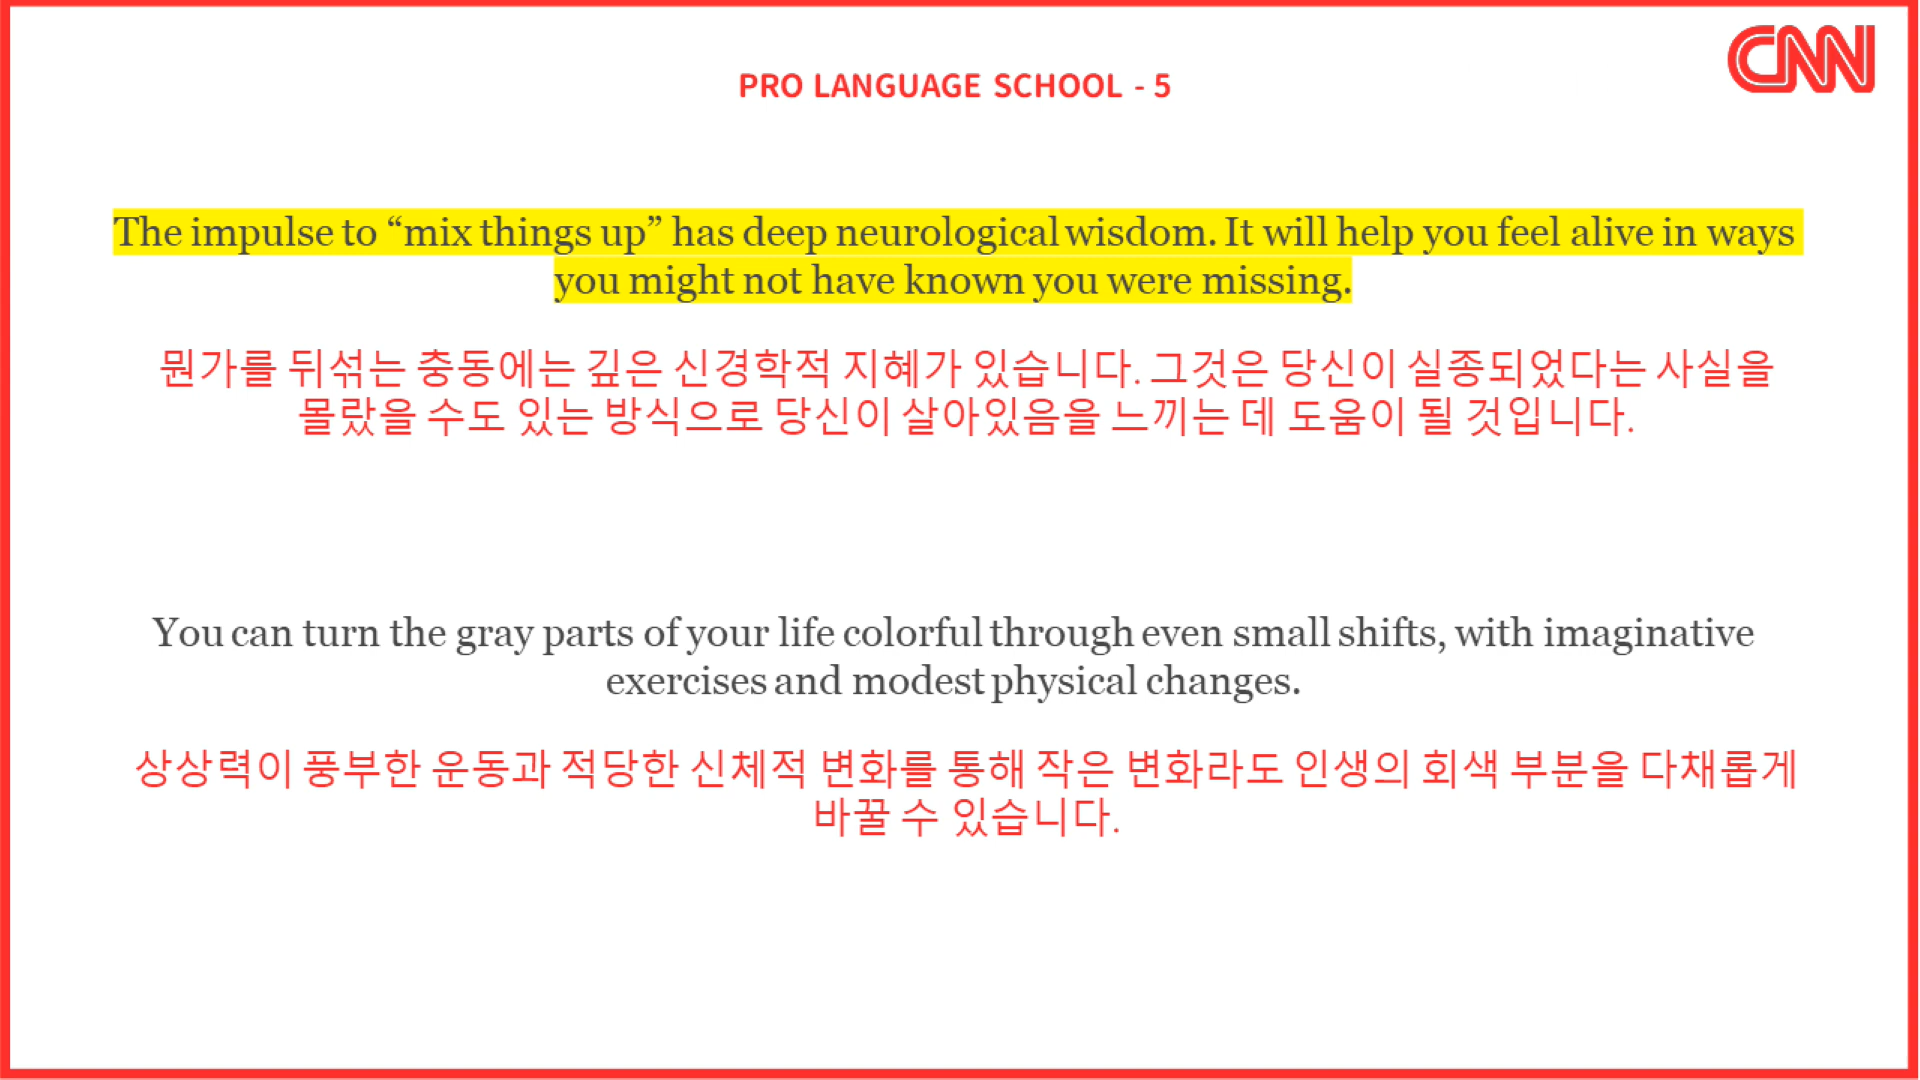 CNN
PRO LANGUAGE SCHOOL - 5
The impulse to “mix things up” has deep neurological wisdom. It will help you feel alive in ways
you might not have known you were missing.
뭔가를 뒤섞는 충동에는 깊은 신경학적 지혜가 있습니다. 그것은 당신이 실종되었다는 사실을
몰랐을 수도 있는 방식으로 당신이 살아있음을 느끼는 데 도움이 될 것입니다.
You can turn the gray parts of your life colorful through even small shifts, with imaginative
exercises and modest physical changes.
상상력이 풍부한 운동과 적당한 신체적 변화를 통해 작은 변화라도 인생의 회색 부분을 다채롭게
바꿀 수 있습니다.